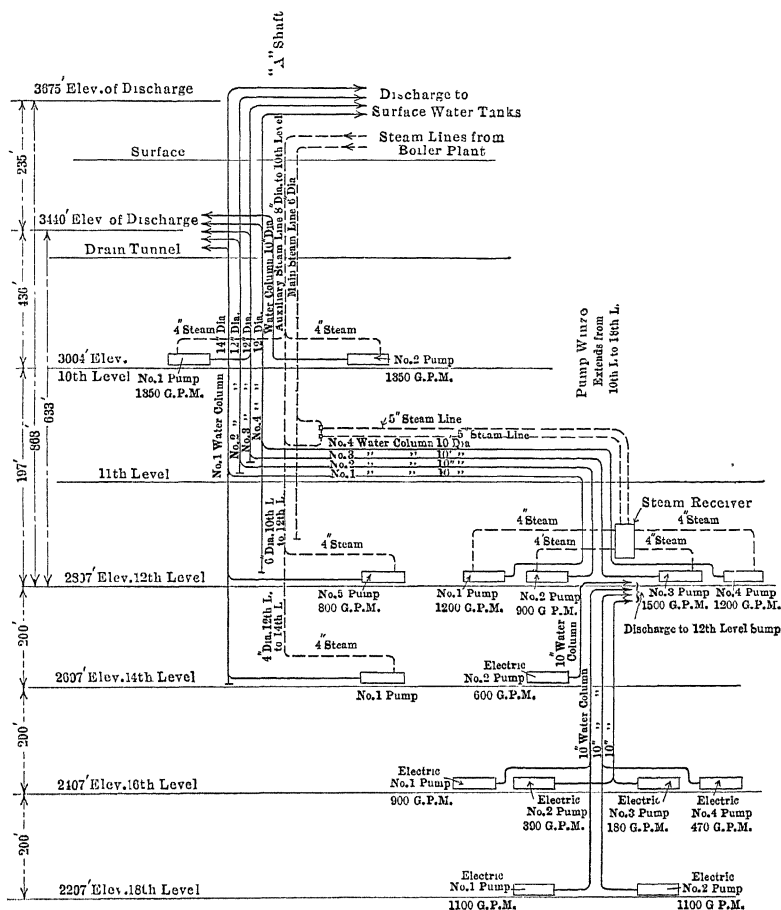 "A" Shaft
3675' Elev. of Discharge
Discharge to
Surface Water Tanks
Steam Lines from
Boiler Plant
Surface
235'
3440' Elev of Discharge
Drain Tunnel
436'
868'
633'
197'
14" Dia
12" Dia.
12" Dia.
12" Dia.
Water Column 10" Dia
Auxiliary Steam Line 8" Dia. to 10th Level
Main Steam Line 6" Dia
4" Steam
4" Steam
3004' Elev.
10th Level
No.1 Pump
1350 G.P.M.
No.2 Pump
1350 G.P.M.
Pump Winze
Extends from
10th L to 18th L.
No.1 Water Column
No.2 " "
No.3 " "
No.4 " "
5" Steam Line
5" Steam Line
No.4 Water Column 10" Dia
No.3 " " 10" "
No.2 " " 10" "
No.1 " " 10" "
11th Level
Steam Receiver
6" Dia. 10th L
to 12th L.
4" Steam
4" Steam
4" Steam
4" Steam
4" Steam
2807' Elev. 12th Level
No.5 Pump
800 G.P.M.
No.1 Pump
1200 G.P.M.
No.2 Pump
900 G.P.M.
No.3 Pump
1500 G.P.M.
No.4 Pump
1200 G.P.M.
Discharge to 12th Level bump
200'
4" Dia. 12th L
to 14th L
4" Steam
10" Water
Column
Electric
No.2 Pump
600 G.P.M.
2607' Elev. 14th Level
No.1 Pump
200'
10" Water Column
10" " "
10" " "
2407' Elev. 16th Level
Electric
No.1 Pump
900 G.P.M.
Electric
No.2 Pump
390 G.P.M.
Electric
No.3 Pump
180 G.P.M.
Electric
No.4 Pump
470 G.P.M.
200'
2207' Elev. 18th Level
Electric
No.1 Pump
1100 G.P.M.
Electric
No.2 Pump
1100 G.P.M